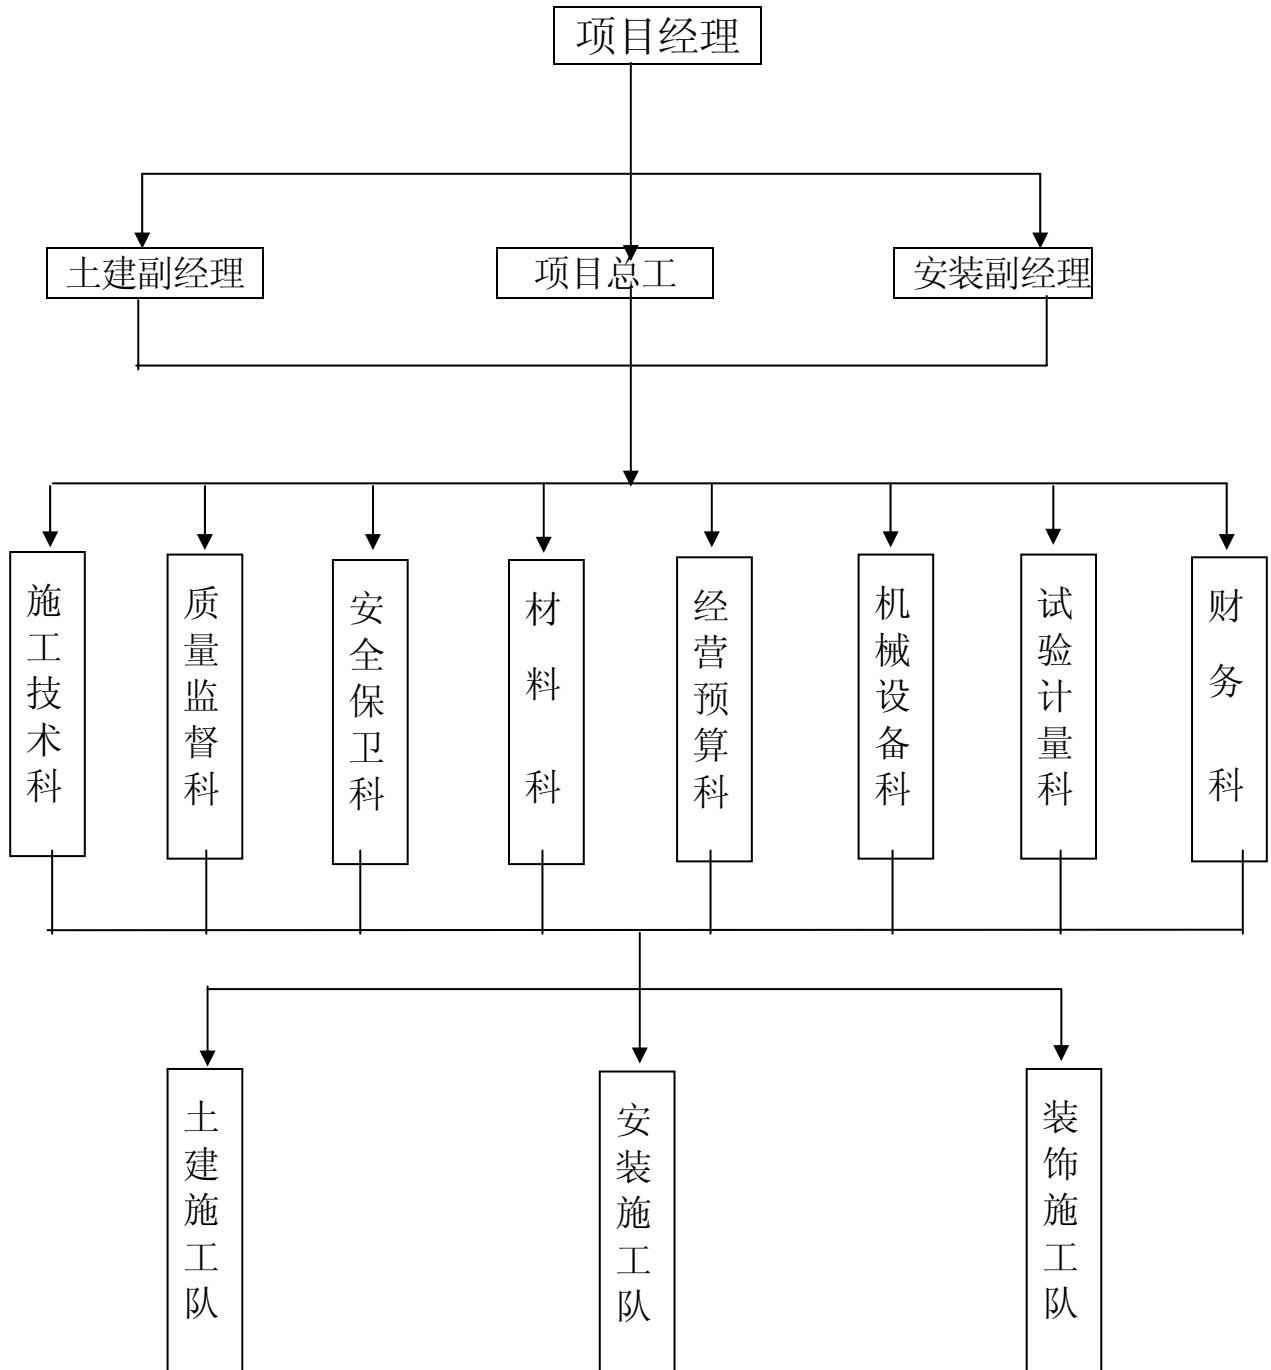 项目经理
土建副经理
项目总工
安装副经理
施工技术科
质量监督科
安全保卫科
材料科
经营预算科
机械设备科
试验计量科
财务科
土建施工队
安装施工队
装饰施工队